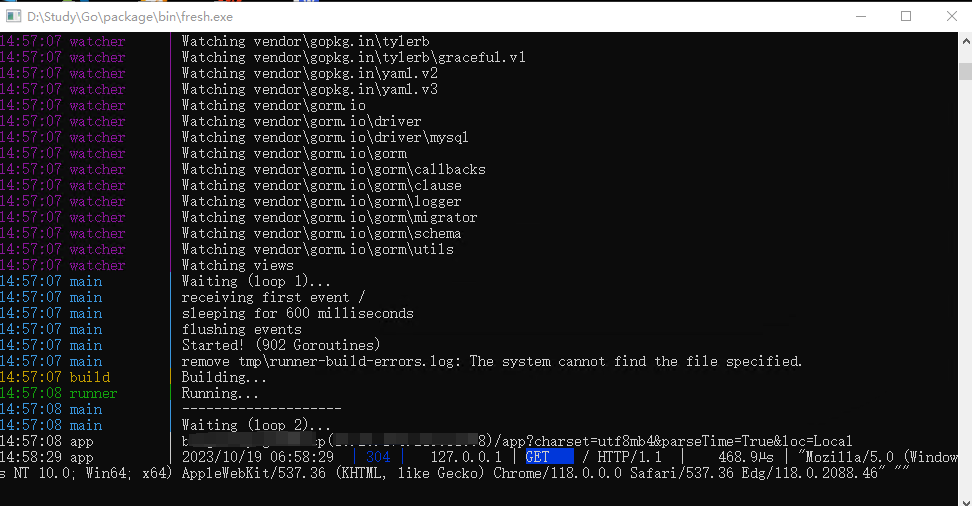 D:\Study\Go\package\bin\fresh.exe
14:57:07 watcher | Watching vendor\gopkg.in\tylerb
14:57:07 watcher | Watching vendor\gopkg.in\tylerb\graceful.v1
14:57:07 watcher | Watching vendor\gopkg.in\yaml.v2
14:57:07 watcher | Watching vendor\gopkg.in\yaml.v3
14:57:07 watcher | Watching vendor\gorm.io
14:57:07 watcher | Watching vendor\gorm.io\driver
14:57:07 watcher | Watching vendor\gorm.io\driver\mysql
14:57:07 watcher | Watching vendor\gorm.io\gorm
14:57:07 watcher | Watching vendor\gorm.io\gorm\callbacks
14:57:07 watcher | Watching vendor\gorm.io\gorm\clause
14:57:07 watcher | Watching vendor\gorm.io\gorm\logger
14:57:07 watcher | Watching vendor\gorm.io\gorm\migrator
14:57:07 watcher | Watching vendor\gorm.io\gorm\schema
14:57:07 watcher | Watching vendor\gorm.io\gorm\utils
14:57:07 watcher | Watching views
14:57:07 main | Waiting (loop 1)...
14:57:07 main | receiving first event /
14:57:07 main | sleeping for 600 milliseconds
14:57:07 main | flushing events
14:57:07 main | Started! (902 Goroutines)
14:57:07 main | remove tmp\runner-build-errors.log: The system cannot find the file specified.
14:57:07 build | Building...
14:57:08 runner | Running...
14:57:08 main | --------------------
14:57:08 main | Waiting (loop 2)...
14:57:08 app | 8)/app?charset=utf8mb4&parseTime=True&loc=Local
14:58:29 app | 2023/10/19 06:58:29 | 304 | 127.0.0.1 | GET / HTTP/1.1 | 468.9µs | "Mozilla/5.0 (Window
s NT 10.0; Win64; x64) AppleWebKit/537.36 (KHTML, like Gecko) Chrome/118.0.0.0 Safari/537.36 Edg/118.0.2088.46" ""